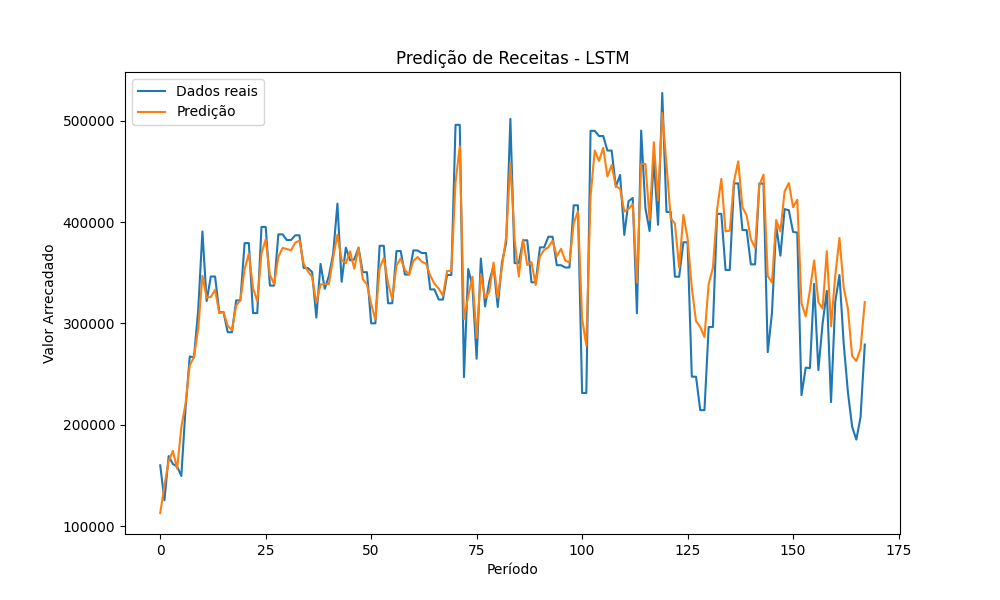 Predição de Receitas - LSTM
Dados reais
Predição
Valor Arrecadado
500000
400000
300000
200000
100000
0
25
50
75
100
125
150
175
Período